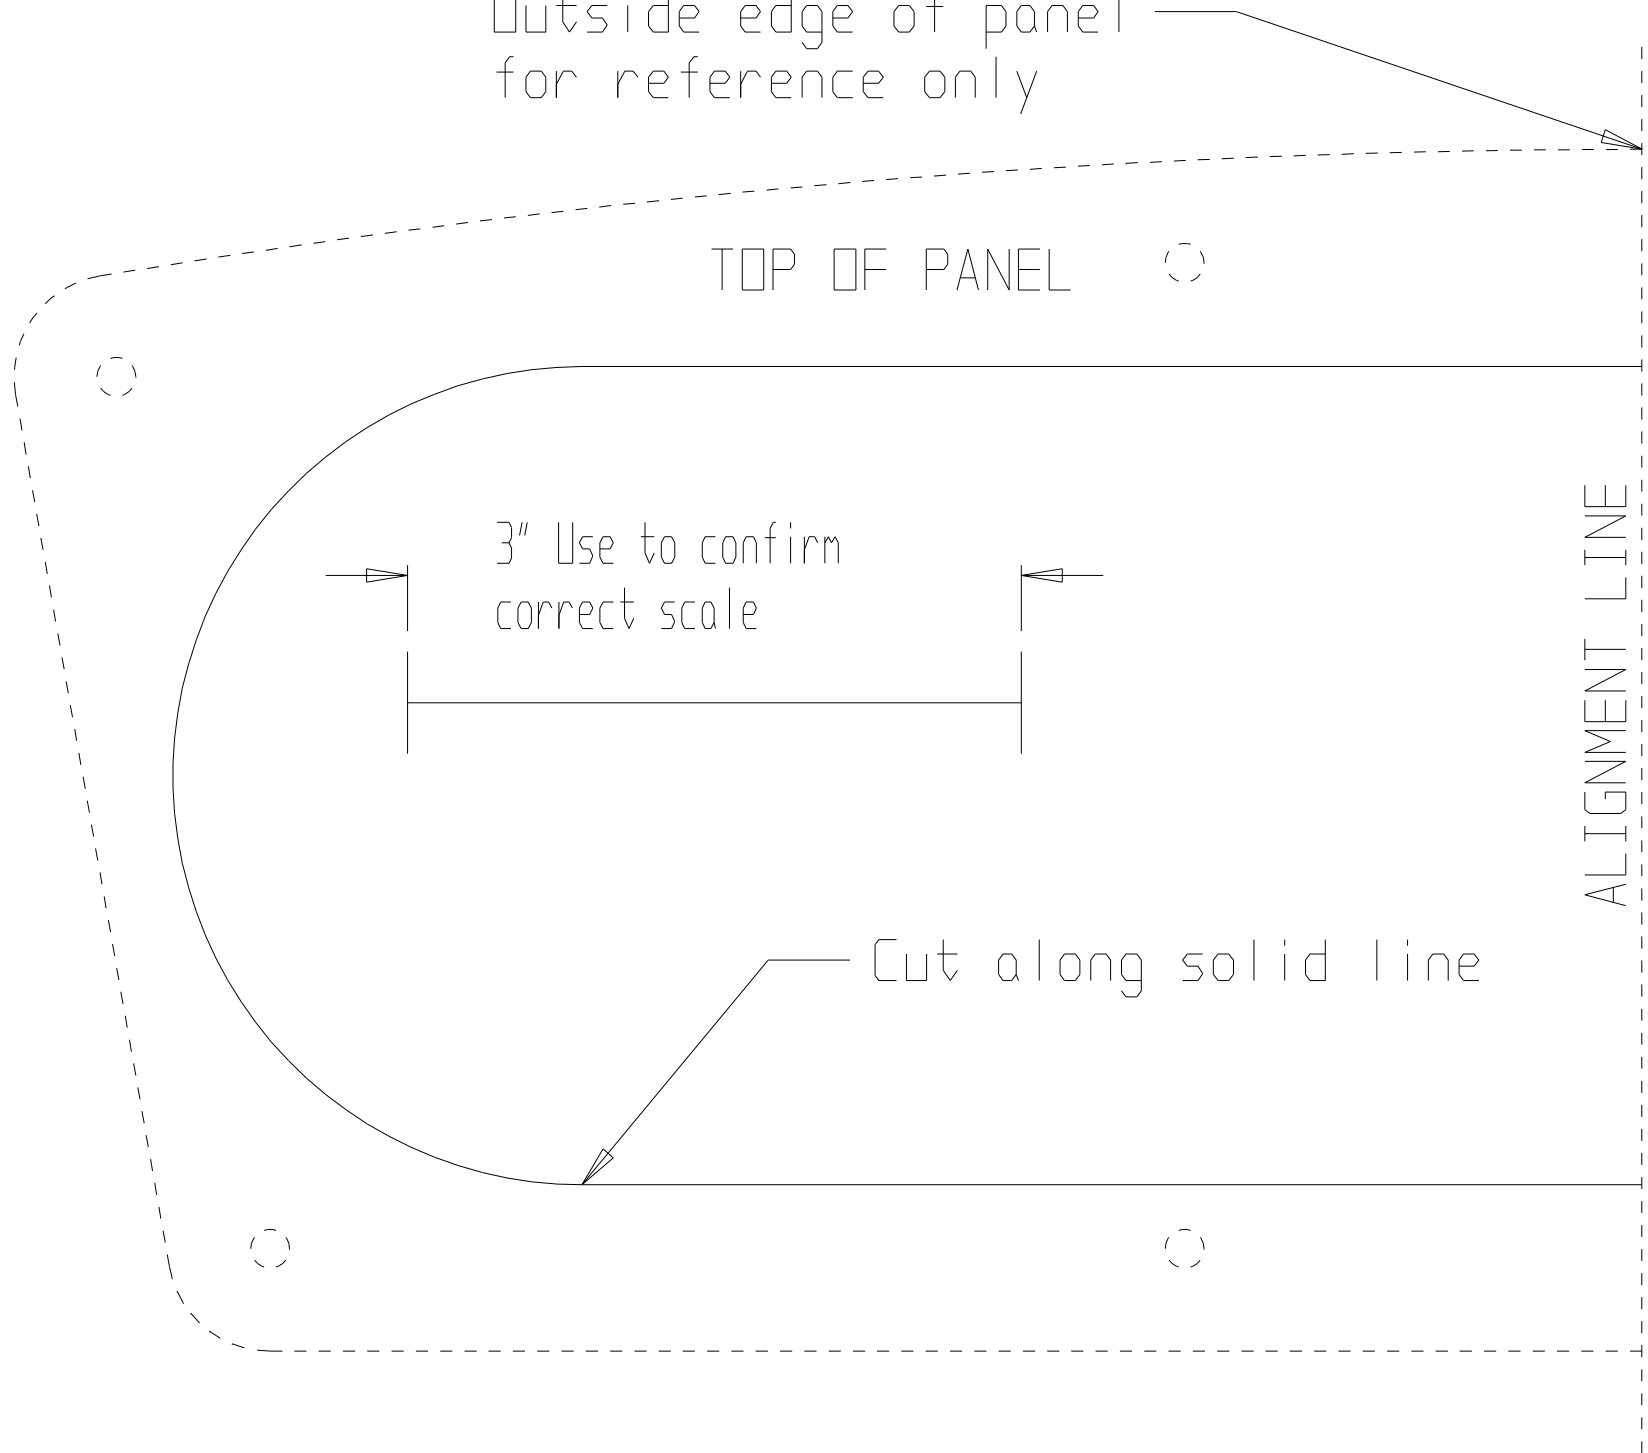 Outside edge of panel
for reference only
TOP OF PANEL
3" Use to confirm
correct scale
ALIGNMENT LINE
Cut along solid line